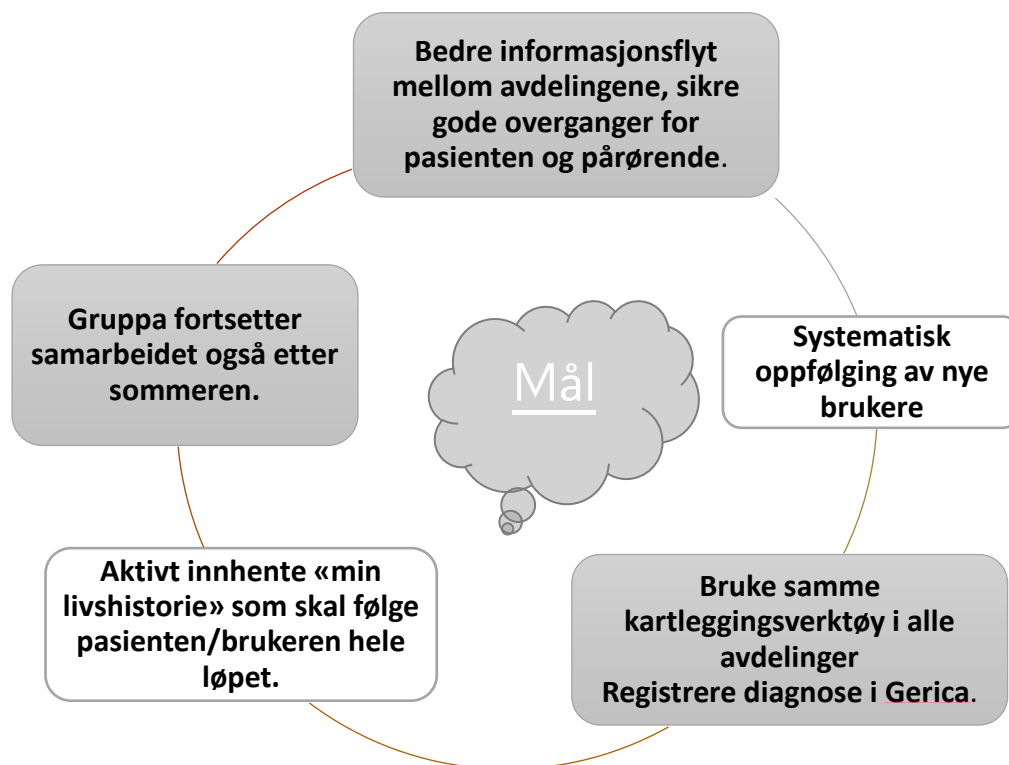 Bedre informasjonsflyt
mellom avdelingene, sikre
gode overganger for
pasienten og pårørende.
Systematisk
oppfølging av nye
brukere
Bruke samme
kartleggingsverktøy i alle
avdelinger
Registrere diagnose i Gerica.
Aktivt innhente «min
livshistorie» som skal følge
pasienten/brukeren hele
løpet.
Gruppa fortsetter
samarbeidet også etter
sommeren.
Mål